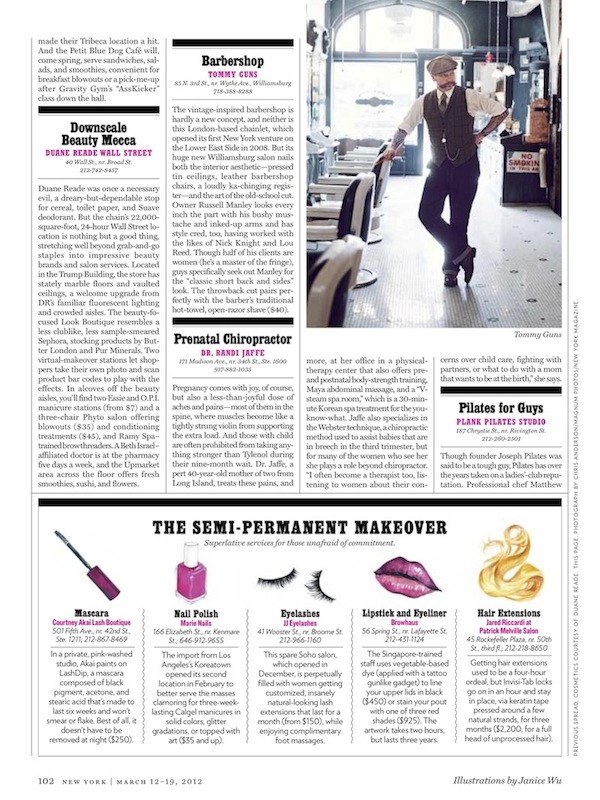 made their Tribeca location a hit.
And the Petit Blue Dog Café will,
come spring, serve sandwiches, sal-
ads, and smoothies, convenient for
breakfast blowouts or a pick-me-up
after Gravity Gym's “AssKicker”
class down the hall.
Downscale
Beauty Mecca
DUANE READE WALL STREET
40 Wall St., nr. Broad St.
212-742-8457
Duane Reade was once a necessary
evil, a dreary-but-dependable stop
for cereal, toilet paper, and Suave
deodorant. But the chain's 22,000-
square-foot, 24-hour Wall Street lo-
cation is nothing but a good thing,
stretching well beyond grab-and-go
staples into impressive beauty
brands and salon services. Located
in the Trump Building, the store has
stately marble floors and vaulted
ceilings, a welcome upgrade from
DR's familiar fluorescent lighting
and crowded aisles. The beauty-fo-
cused Look Boutique resembles a
less clublike, less sample-smeared
Sephora, stocking products by But-
ter London and Pur Minerals. Two
virtual-makeover stations let shop-
pers take their own photo and scan
product bar codes to play with the
effects. In alcoves off the beauty
aisles, you'll find two Essie and O.P.I.
manicure stations (from $7) and a
three-chair Phyto salon offering
blowouts ($35) and conditioning
treatments ($45), and Ramy Spa–
trained brow threaders. A Beth Israel–
affiliated doctor is at the pharmacy
five days a week, and the Upmarket
area across the floor offers fresh
smoothies, sushi, and flowers.
Barbershop
TOMMY GUNS
85 N. 3rd St., nr. Wythe Ave., Williamsburg
718-388-8288
The vintage-inspired barbershop is
hardly a new concept, and neither is
this London-based chainlet, which
opened its first New York venture on
the Lower East Side in 2008. But its
huge new Williamsburg salon nails
both the interior aesthetic—pressed
tin ceilings, leather barbershop
chairs, a loudly ka-chinging regis-
ter—and the art of the old-school cut.
Owner Russell Manley looks every
inch the part with his bushy mus-
tache and inked-up arms and has
style cred, too, having worked with
the likes of Nick Knight and Lou
Reed. Though half of his clients are
women (he's a master of the fringe),
guys specifically seek out Manley for
the “classic short back and sides”
look. The throwback cut pairs per-
fectly with the barber's traditional
hot-towel, open-razor shave ($40).
Prenatal Chiropractor
DR. RANDI JAFFE
171 Madison Ave., nr. 34th St., Ste. 1600
917-882-1035
Pregnancy comes with joy, of course,
but also a less-than-joyful dose of
aches and pains—most of them in the
spine, where muscles become like a
tightly strung violin from supporting
the extra load. And those with child
are often prohibited from taking any-
thing stronger than Tylenol during
their nine-month wait. Dr. Jaffe, a
pert 40-year-old mother of two from
Long Island, treats these pains, and
NO
SMOKING
IN THIS AREA
Tommy Guns
more, at her office in a physical-
therapy center that also offers pre-
and postnatal body-strength training,
Maya abdominal massage, and a “V-
steam spa room,” which is a 30-min-
ute Korean spa treatment for the you-
know-what. Jaffe also specializes in
the Webster technique, a chiropractic
method used to assist babies that are
in breech in the third trimester, but
for many of the women who see her
she plays a role beyond chiropractor.
“I often become a therapist too, lis-
tening to women about their con-
cerns over child care, fighting with
partners, or what to do with a mom
that wants to be at the birth,” she says.
Pilates for Guys
PLANK PILATES STUDIO
187 Chrystie St., nr. Rivington St.
212-260-2301
Though founder Joseph Pilates was
said to be a tough guy, Pilates has over
the years taken on a ladies'-club repu-
tation. Professional chef Matthew
PREVIOUS SPREAD, COSMETICS COURTESY OF DUANE READE. THIS PAGE, PHOTOGRAPH BY CHRIS ANDERSON/MAGNUM PHOTOS/NEW YORK MAGAZINE.
THE SEMI-PERMANENT MAKEOVER
Superlative services for those unafraid of commitment.
Mascara
Courtney Akai Lash Boutique
501 Fifth Ave., nr. 42nd St.,
Ste. 1211; 212-867-8469
In a private, pink-washed
studio, Akai paints on
LashDip, a mascara
composed of black
pigment, acetone, and
stearic acid that's made to
last six weeks and won't
smear or flake. Best of all, it
doesn't have to be
removed at night ($250).
Nail Polish
Marie Nails
166 Elizabeth St., nr. Kenmare
St.; 646-912-9655
The import from Los
Angeles's Koreatown
opened its second
location in February to
better serve the masses
clamoring for three-week-
lasting Calgel manicures in
solid colors, glitter
gradations, or topped with
art ($35 and up).
Eyelashes
JJ Eyelashes
41 Wooster St., nr. Broome St.
212-966-1160
This spare Soho salon,
which opened in
December, is perpetually
filled with women getting
customized, insanely
natural-looking lash
extensions that last for a
month (from $150), while
enjoying complimentary
foot massages.
Lipstick and Eyeliner
Browhaus
56 Spring St., nr. Lafayette St.
212-431-1124
The Singapore-trained
staff uses vegetable-based
dye (applied with a tattoo
gunlike gadget) to line
your upper lids in black
($450) or stain your pout
with one of three red
shades ($925). The
artwork takes two hours,
but lasts three years.
Hair Extensions
Jared Riccardi at
Patrick Melville Salon
45 Rockefeller Plaza, nr. 50th
St., third fl.; 212-218-8650
Getting hair extensions
used to be a four-hour
ordeal, but Invisi-Tab locks
go on in an hour and stay
in place, via keratin tape
pressed around a few
natural strands, for three
months ($2,200, for a full
head of unprocessed hair).
102 NEW YORK | MARCH 12–19, 2012
Illustrations by Janice Wu